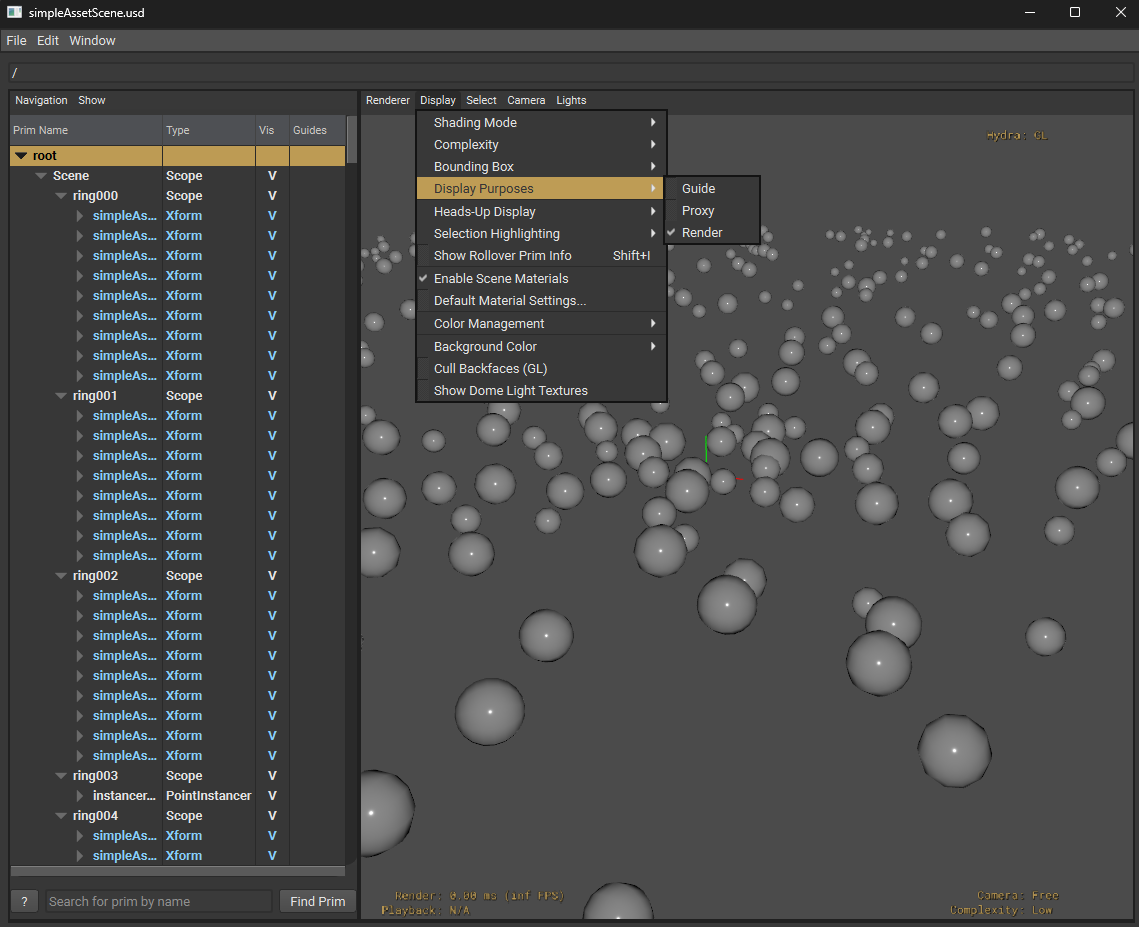 simpleAssetScene.usd
File Edit Window
/
Navigation Show
Renderer Display Select Camera Lights
Prim Name Type Vis Guides
root
Scene Scope V
ring000 Scope V
simpleAs... Xform V
simpleAs... Xform V
simpleAs... Xform V
simpleAs... Xform V
simpleAs... Xform V
simpleAs... Xform V
simpleAs... Xform V
simpleAs... Xform V
simpleAs... Xform V
ring001 Scope V
simpleAs... Xform V
simpleAs... Xform V
simpleAs... Xform V
simpleAs... Xform V
simpleAs... Xform V
simpleAs... Xform V
simpleAs... Xform V
simpleAs... Xform V
ring002 Scope V
simpleAs... Xform V
simpleAs... Xform V
simpleAs... Xform V
simpleAs... Xform V
simpleAs... Xform V
simpleAs... Xform V
simpleAs... Xform V
simpleAs... Xform V
simpleAs... Xform V
ring003 Scope V
instancer... PointInstancer V
ring004 Scope V
simpleAs... Xform V
simpleAs... Xform V
? Search for prim by name Find Prim
Shading Mode
Complexity
Bounding Box
Display Purposes
Heads-Up Display
Selection Highlighting
Show Rollover Prim Info Shift+I
Enable Scene Materials
Default Material Settings...
Color Management
Background Color
Cull Backfaces (GL)
Show Dome Light Textures
Guide
Proxy
Render
Hydra: GL
Render: 0.00 ms (inf FPS)
Playback: N/A
Camera: Free
Complexity: Low